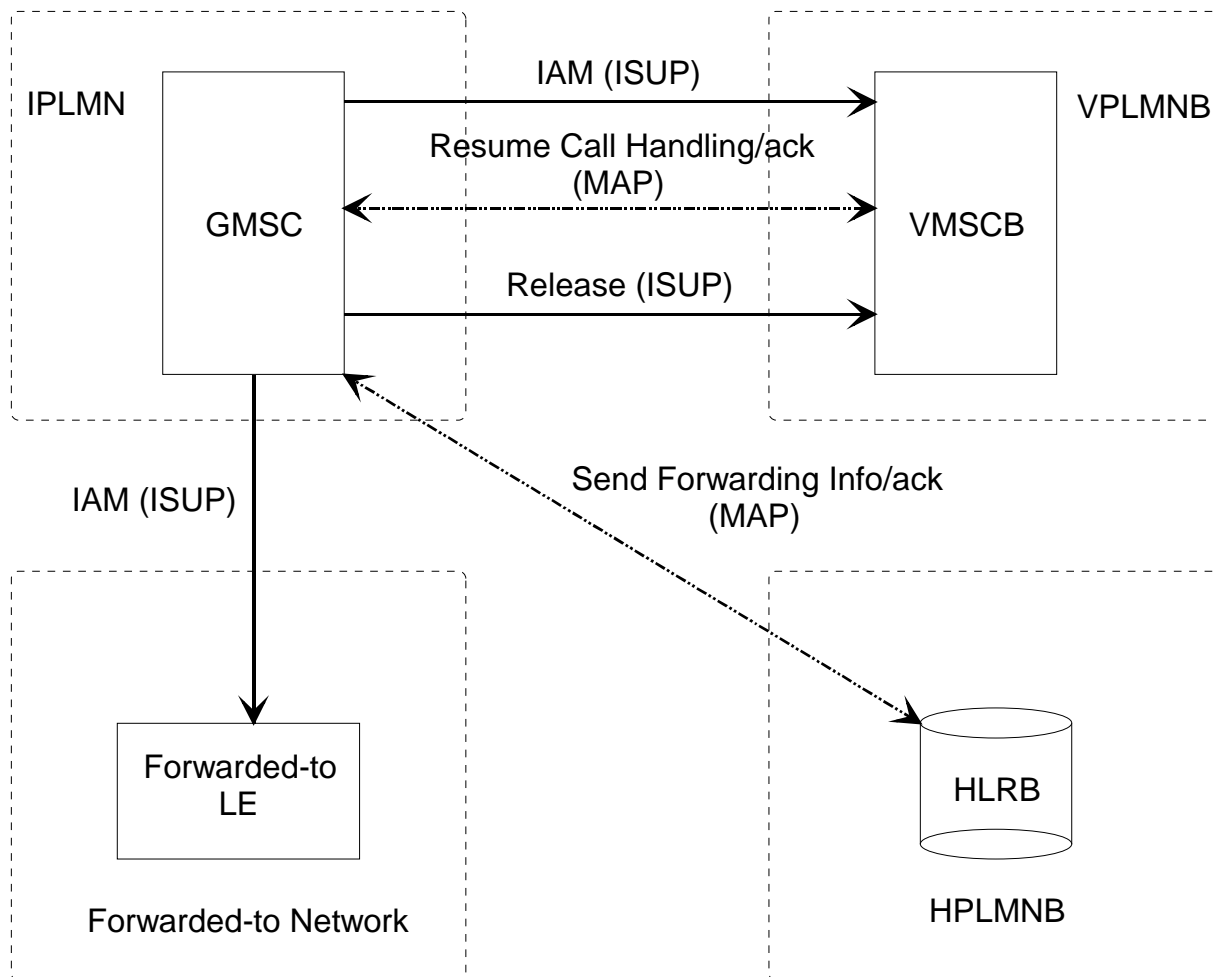 IAM (ISUP)
IPLMN
VPLMNB
Resume Call Handling/ack
(MAP)
GMSC
VMSCB
Release (ISUP)
Send Forwarding Info/ack
(MAP)
IAM (ISUP)
Forwarded-to
LE
HLRB
Forwarded-to Network
HPLMNB